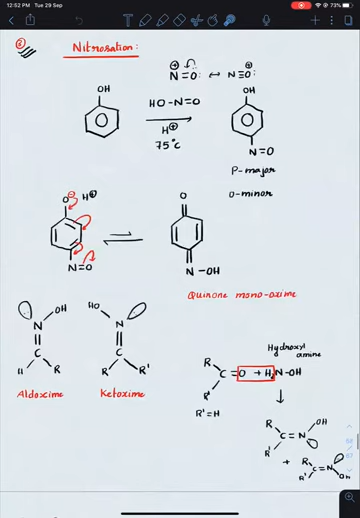 12:52 PM Tue 29 Sep
73%
6
Nitrosation:
⊕
N=O: ↔ N≡O:
⊕
OH
HO-N=O
H⊕
75°C
OH
N=O
P-major
O-minor
O⊖ H⊕
N=O
O
N-OH
Quinone mono-oxime
N OH
C
H R
Aldoxime
HO N
C
R R'
Ketoxime
Hydroxyl
amine
R
C=O + H₂N-OH
R'
R'=H
R OH
C=N
R'
+ R C=N
R' OH